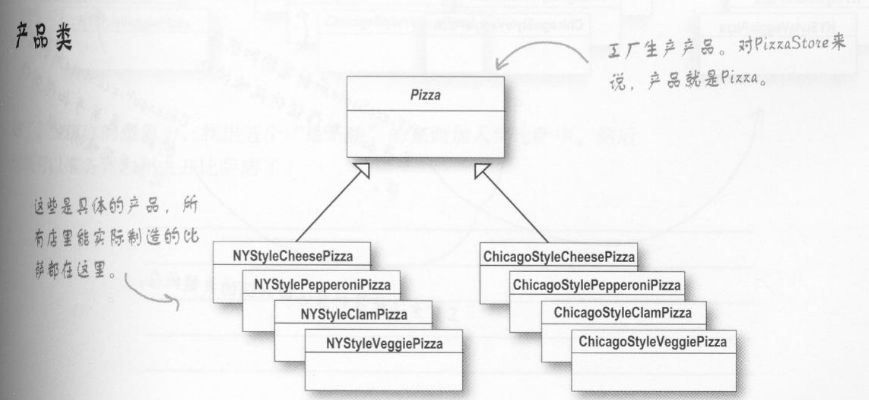 产品类
工厂生产产品。对PizzaStore来
说，产品就是Pizza。
Pizza
这些是具体的产品，所
有店里能实际制造的比
萨都在这里。
NYStyleCheesePizza
NYStylePepperoniPizza
NYStyleClamPizza
NYStyleVeggiePizza
ChicagoStyleCheesePizza
ChicagoStylePepperoniPizza
ChicagoStyleClamPizza
ChicagoStyleVeggiePizza